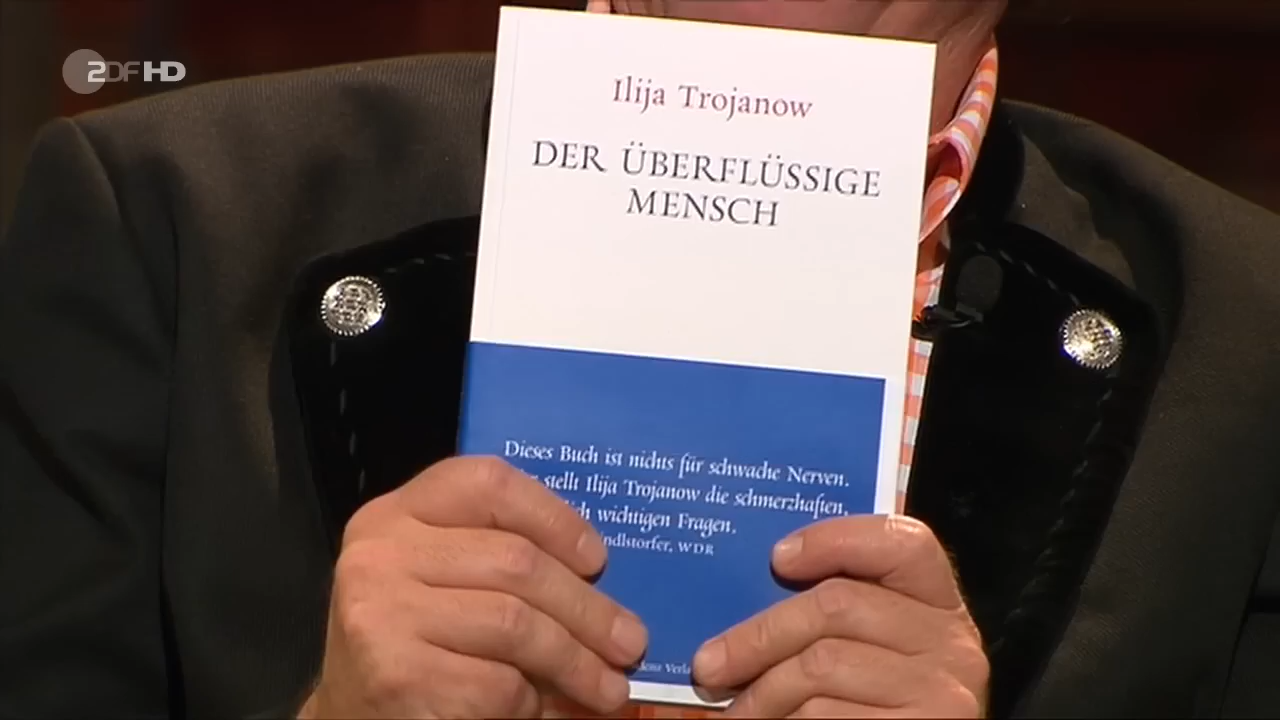 ZDF HD
Ilija Trojanow
DER ÜBERFLÜSSIGE
MENSCH
Dieses Buch ist nichts für schwache Nerven.
stellt Ilija Trojanow die schmerzhaften,
wichtigen Fragen.
WDR